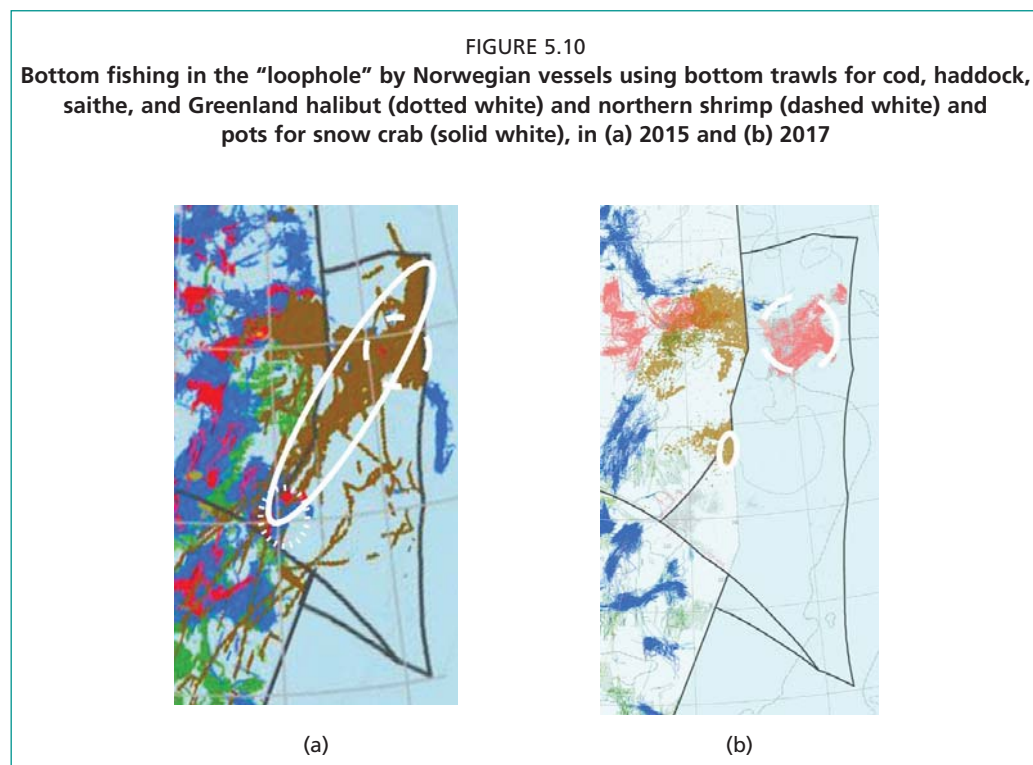 FIGURE 5.10
Bottom fishing in the “loophole” by Norwegian vessels using bottom trawls for cod, haddock,
saithe, and Greenland halibut (dotted white) and northern shrimp (dashed white) and
pots for snow crab (solid white), in (a) 2015 and (b) 2017
(a)
(b)